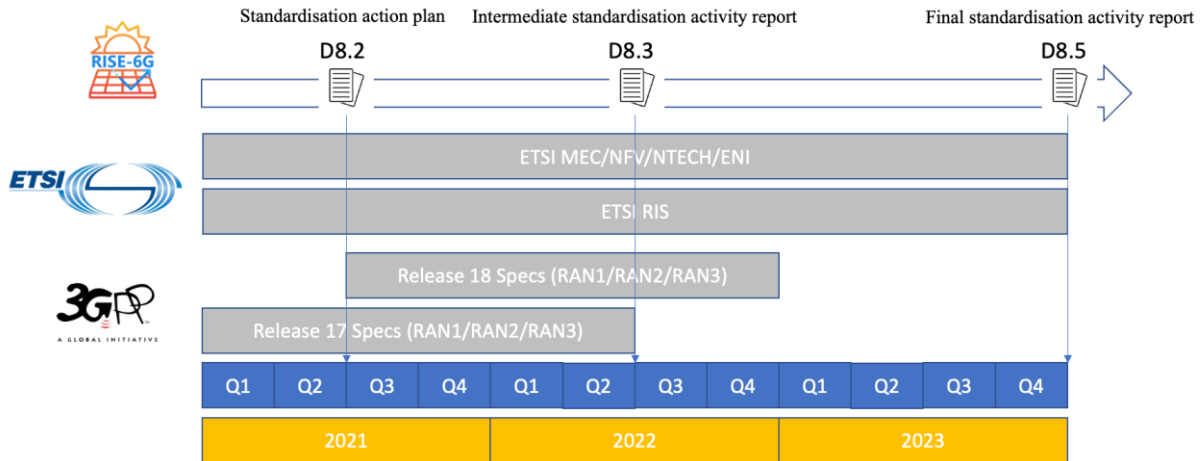 Standardisation action plan
Intermediate standardisation activity report
Final standardisation activity report
RISE-6G
D8.2
D8.3
D8.5
ETSI
ETSI MEC/NFV/NTECH/ENI
ETSI RIS
Release 18 Specs (RAN1/RAN2/RAN3)
3GPP
A GLOBAL INITIATIVE
Release 17 Specs (RAN1/RAN2/RAN3)
Q1 Q2 Q3 Q4 Q1 Q2 Q3 Q4 Q1 Q2 Q3 Q4
2021 2022 2023